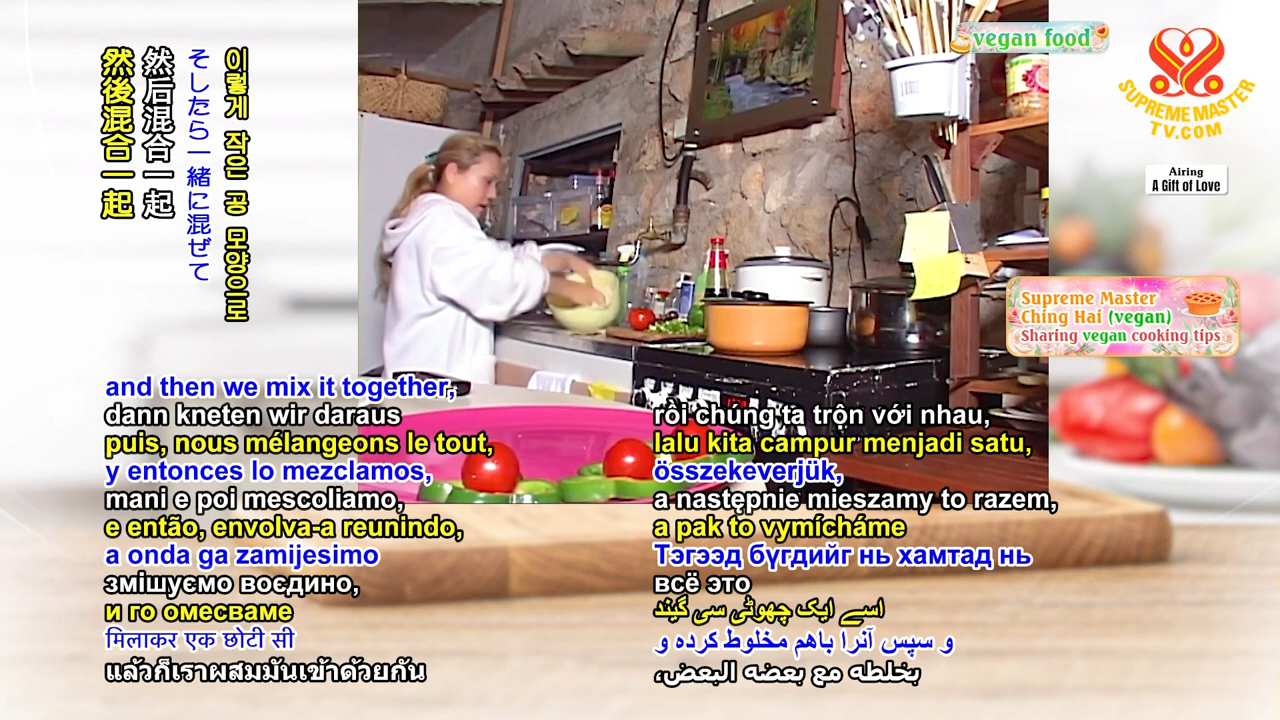 然後混合一起
然后混合一起
そしたら一緒に混ぜて
이렇게 작은 공 모양으로
vegan food
SUPREME MASTER
TV.COM
Airing
A Gift of Love
Supreme Master
Ching Hai (vegan)
Sharing vegan cooking tips
and then we mix it together,
dann kneten wir daraus
puis, nous mélangeons le tout,
y entonces lo mezclamos,
mani e poi mescoliamo,
e então, envolva-a reunindo,
a onda ga zamijesimo
змішуємо воєдино,
и го омесваме
मिलाकर एक छोटी सी
แล้วก็เราผสมมันเข้าด้วยกัน
rồi chúng ta trộn với nhau,
lalu kita campur menjadi satu,
összekeverjük,
a następnie mieszamy to razem,
a pak to vymícháme
Тэгээд бүгдийг нь хамтад нь
всё это
اسے ایک چھوٹی سی گیند
و سپس آنرا باهم مخلوط کرده و
بخلطه مع بعضه البعض،